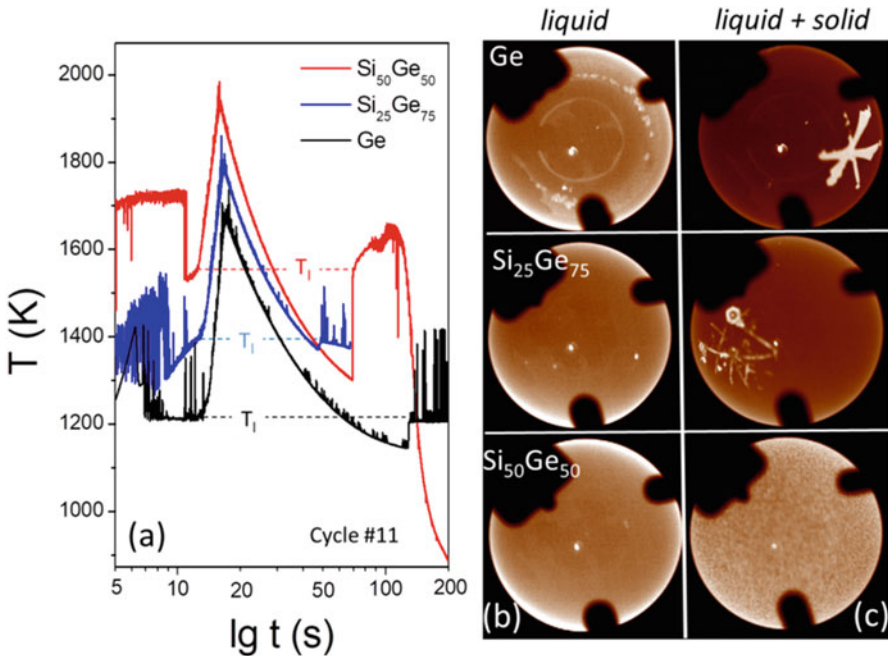 liquid
liquid + solid
Si₅₀Ge₅₀
Si₂₅Ge₇₅
Ge
2000
1800
1600
1400
1200
1000
T (K)
Tₗ
Tₗ
Tₗ
(a)
Cycle #11
5
10
20
50
100
200
lg t (s)
Ge
Si₂₅Ge₇₅
Si₅₀Ge₅₀
(b)
(c)